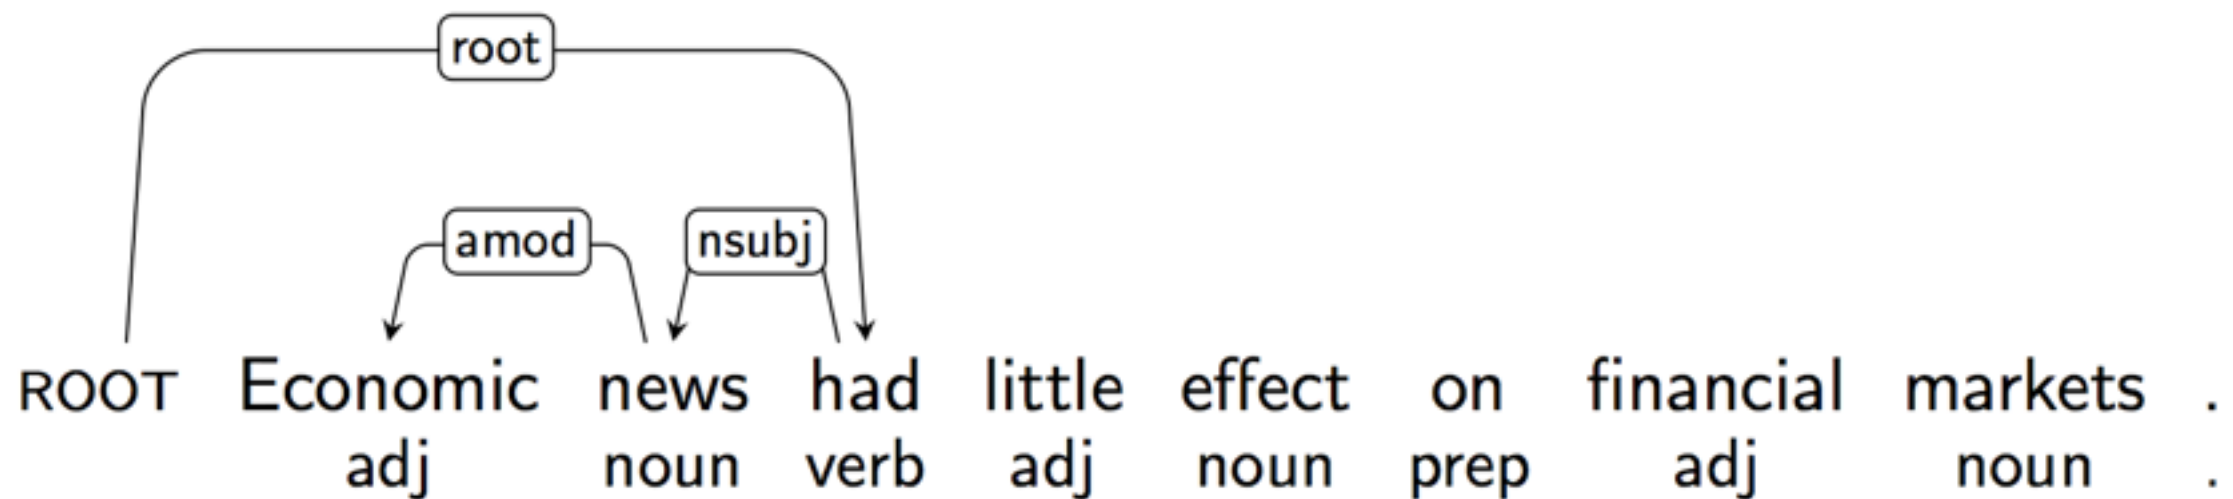 root
amod nsubj
ROOT Economic news had little effect on financial markets .
adj noun verb adj noun prep adj noun .